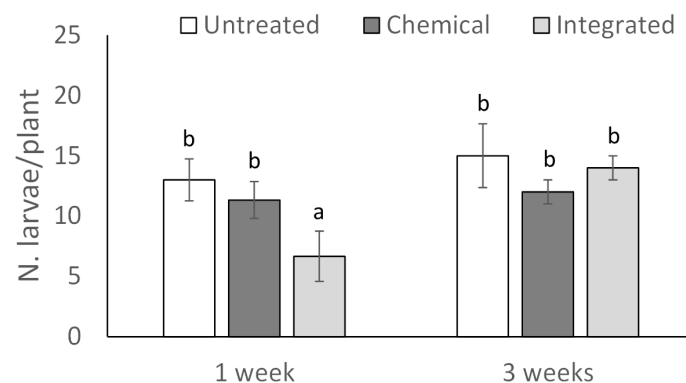 25
Untreated Chemical Integrated
20
15
10
5
0
N. larvae/plant
b
b
a
b
b
b
1 week 3 weeks